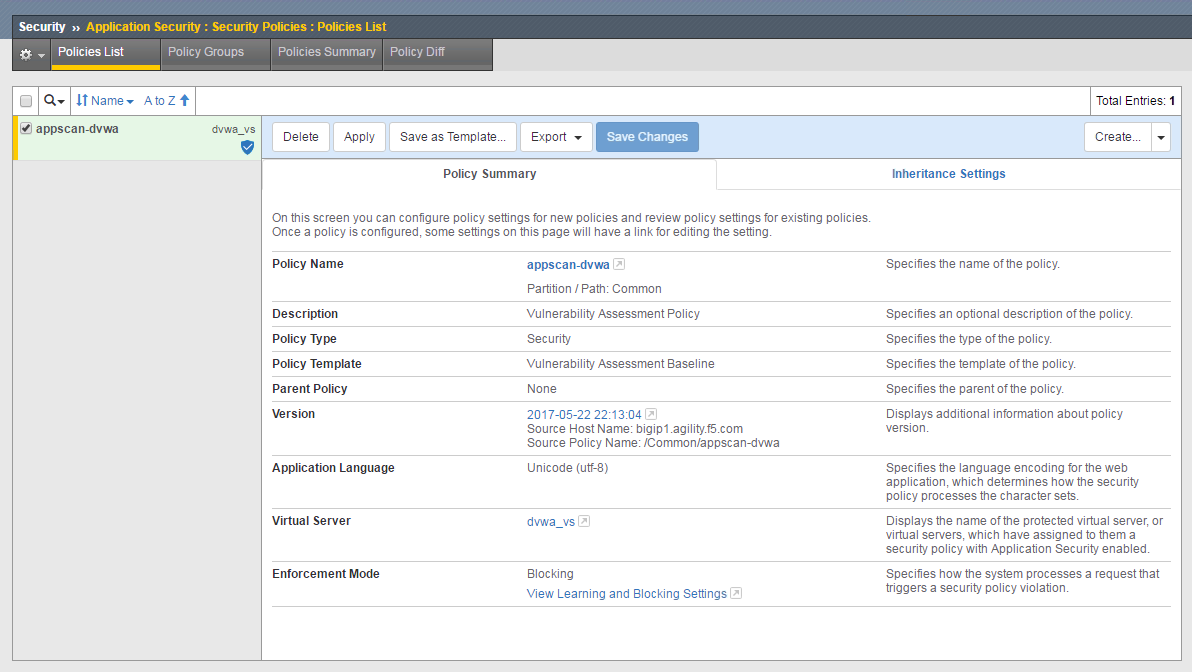 Security ›› Application Security : Security Policies : Policies List
Policies List Policy Groups Policies Summary Policy Diff
Name A to Z Total Entries: 1
appscan-dvwa dvwa_vs
Delete Apply Save as Template... Export Save Changes Create...
Policy Summary Inheritance Settings
On this screen you can configure policy settings for new policies and review policy settings for existing policies.
Once a policy is configured, some settings on this page will have a link for editing the setting.
Policy Name appscan-dvwa Specifies the name of the policy.
Partition / Path: Common
Description Vulnerability Assessment Policy Specifies an optional description of the policy.
Policy Type Security Specifies the type of the policy.
Policy Template Vulnerability Assessment Baseline Specifies the template of the policy.
Parent Policy None Specifies the parent of the policy.
Version 2017-05-22 22:13:04 Displays additional information about policy
Source Host Name: bigip1.agility.f5.com version.
Source Policy Name: /Common/appscan-dvwa
Application Language Unicode (utf-8) Specifies the language encoding for the web
application, which determines how the security
policy processes the character sets.
Virtual Server dvwa_vs Displays the name of the protected virtual server, or
virtual servers, which have assigned to them a
security policy with Application Security enabled.
Enforcement Mode Blocking Specifies how the system processes a request that
triggers a security policy violation.
View Learning and Blocking Settings